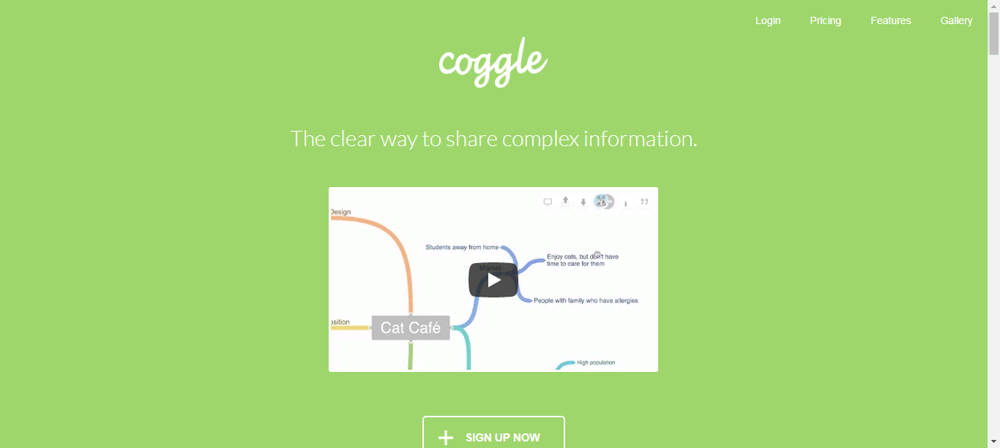 Login Pricing Features Gallery
coggle
The clear way to share complex information.
Design
Students away from home
Enjoy cats, but don't have
time to care for them
Market
People with family who have allergies
osition
Cat Café
High population
SIGN UP NOW